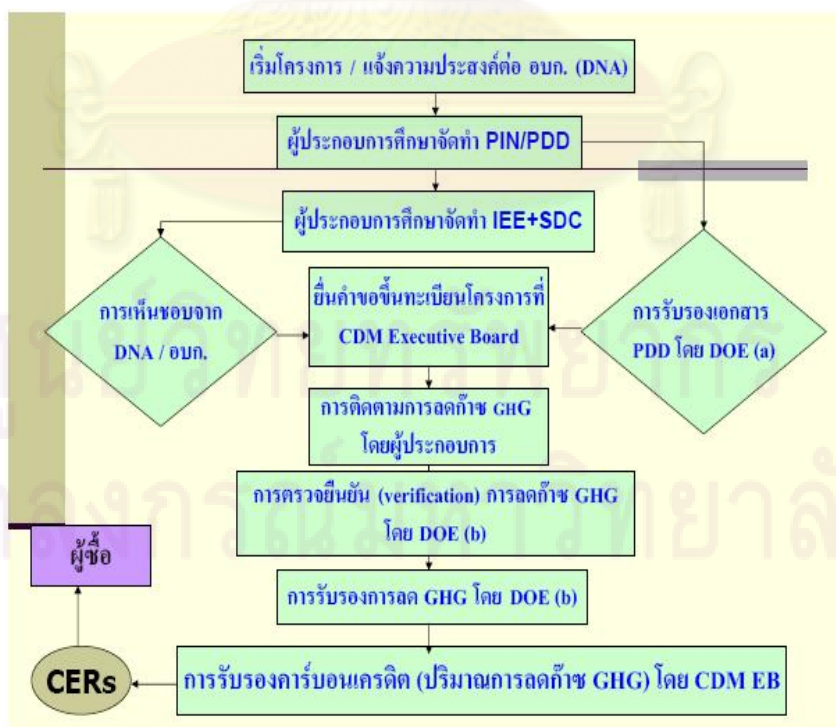 เริ่มโครงการ / แจ้งความประสงค์ต่อ อบก. (DNA)
ผู้ประกอบการศึกษาจัดทำ PIN/PDD
ผู้ประกอบการศึกษาจัดทำ IEE+SDC
การเห็นชอบจาก
DNA / อบก.
ยื่นคำขอขึ้นทะเบียนโครงการที่
CDM Executive Board
การรับรองเอกสาร
PDD โดย DOE (a)
การติดตามการลดก๊าซ GHG
โดยผู้ประกอบการ
การตรวจยืนยัน (verification) การลดก๊าซ GHG
โดย DOE (b)
ผู้ซื้อ
การรับรองการลด GHG โดย DOE (b)
CERs
การรับรองคาร์บอนเครดิต (ปริมาณการลดก๊าซ GHG) โดย CDM EB